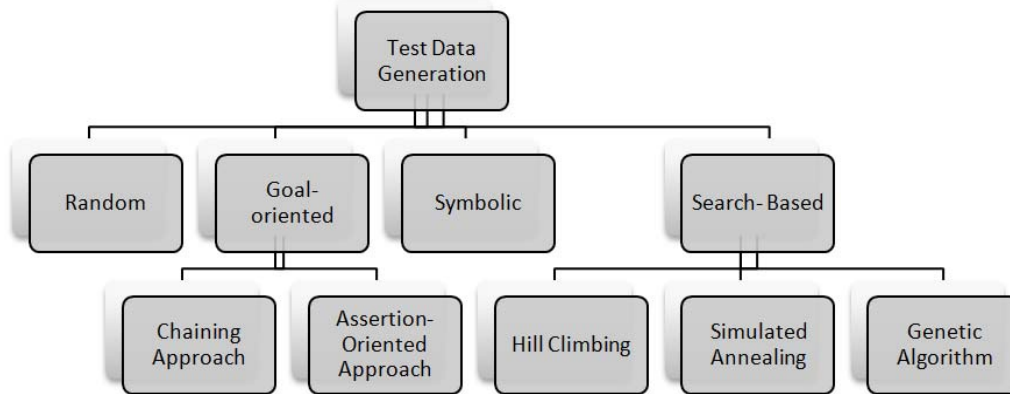 Test Data
Generation
Random
Goal-
oriented
Symbolic
Search- Based
Chaining
Approach
Assertion-
Oriented
Approach
Hill Climbing
Simulated
Annealing
Genetic
Algorithm